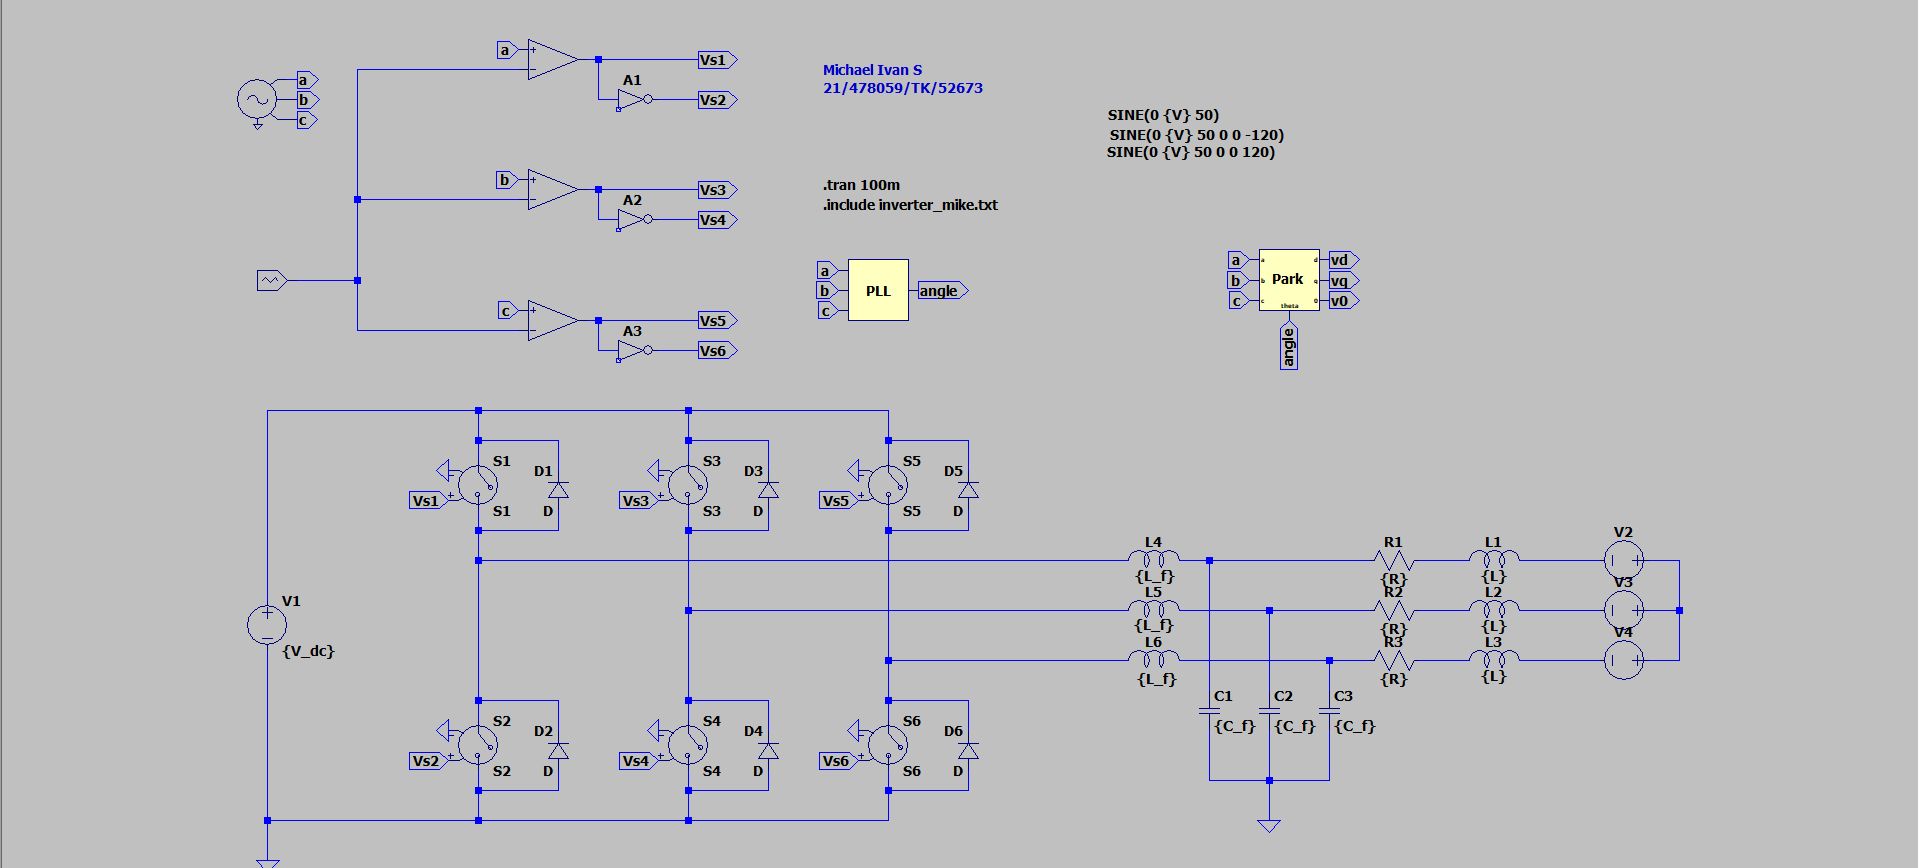 a
+
Vs1
−
a
b
c
A1
Vs2
Michael Ivan S
21/478059/TK/52673
SINE(0 {V} 50)
SINE(0 {V} 50 0 0 -120)
SINE(0 {V} 50 0 0 120)
b
+
Vs3
−
A2
Vs4
.tran 100m
.include inverter_mike.txt
c
+
Vs5
−
A3
Vs6
a
b
c
PLL
angle
a
b
c
a
b
c
Park
theta
d
q
0
vd
vq
v0
angle
S1
D1
Vs1
+
S1
D
S3
D3
Vs3
+
S3
D
S5
D5
Vs5
+
S5
D
L4
{L_f}
R1
{R}
L1
{L}
V2
L5
{L_f}
R2
{R}
L2
{L}
V3
L6
{L_f}
R3
{R}
L3
{L}
V4
V1
{V_dc}
C1
{C_f}
C2
{C_f}
C3
{C_f}
S2
D2
Vs2
+
S2
D
S4
D4
Vs4
+
S4
D
S6
D6
Vs6
+
S6
D